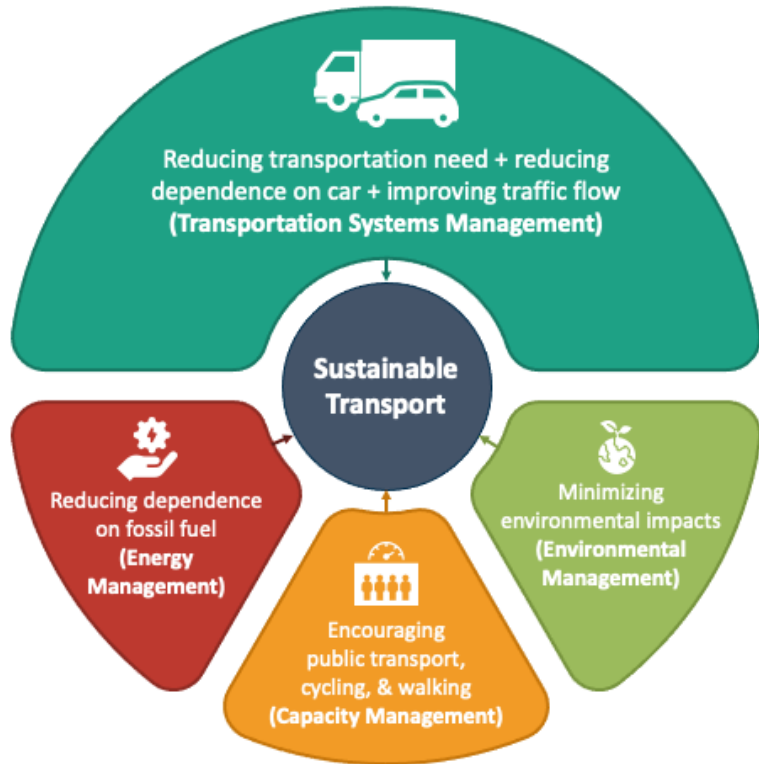 Reducing transportation need + reducing
dependence on car + improving traffic flow
(Transportation Systems Management)
Sustainable
Transport
Reducing dependence
on fossil fuel
(Energy
Management)
Minimizing
environmental impacts
(Environmental
Management)
Encouraging
public transport,
cycling, & walking
(Capacity Management)